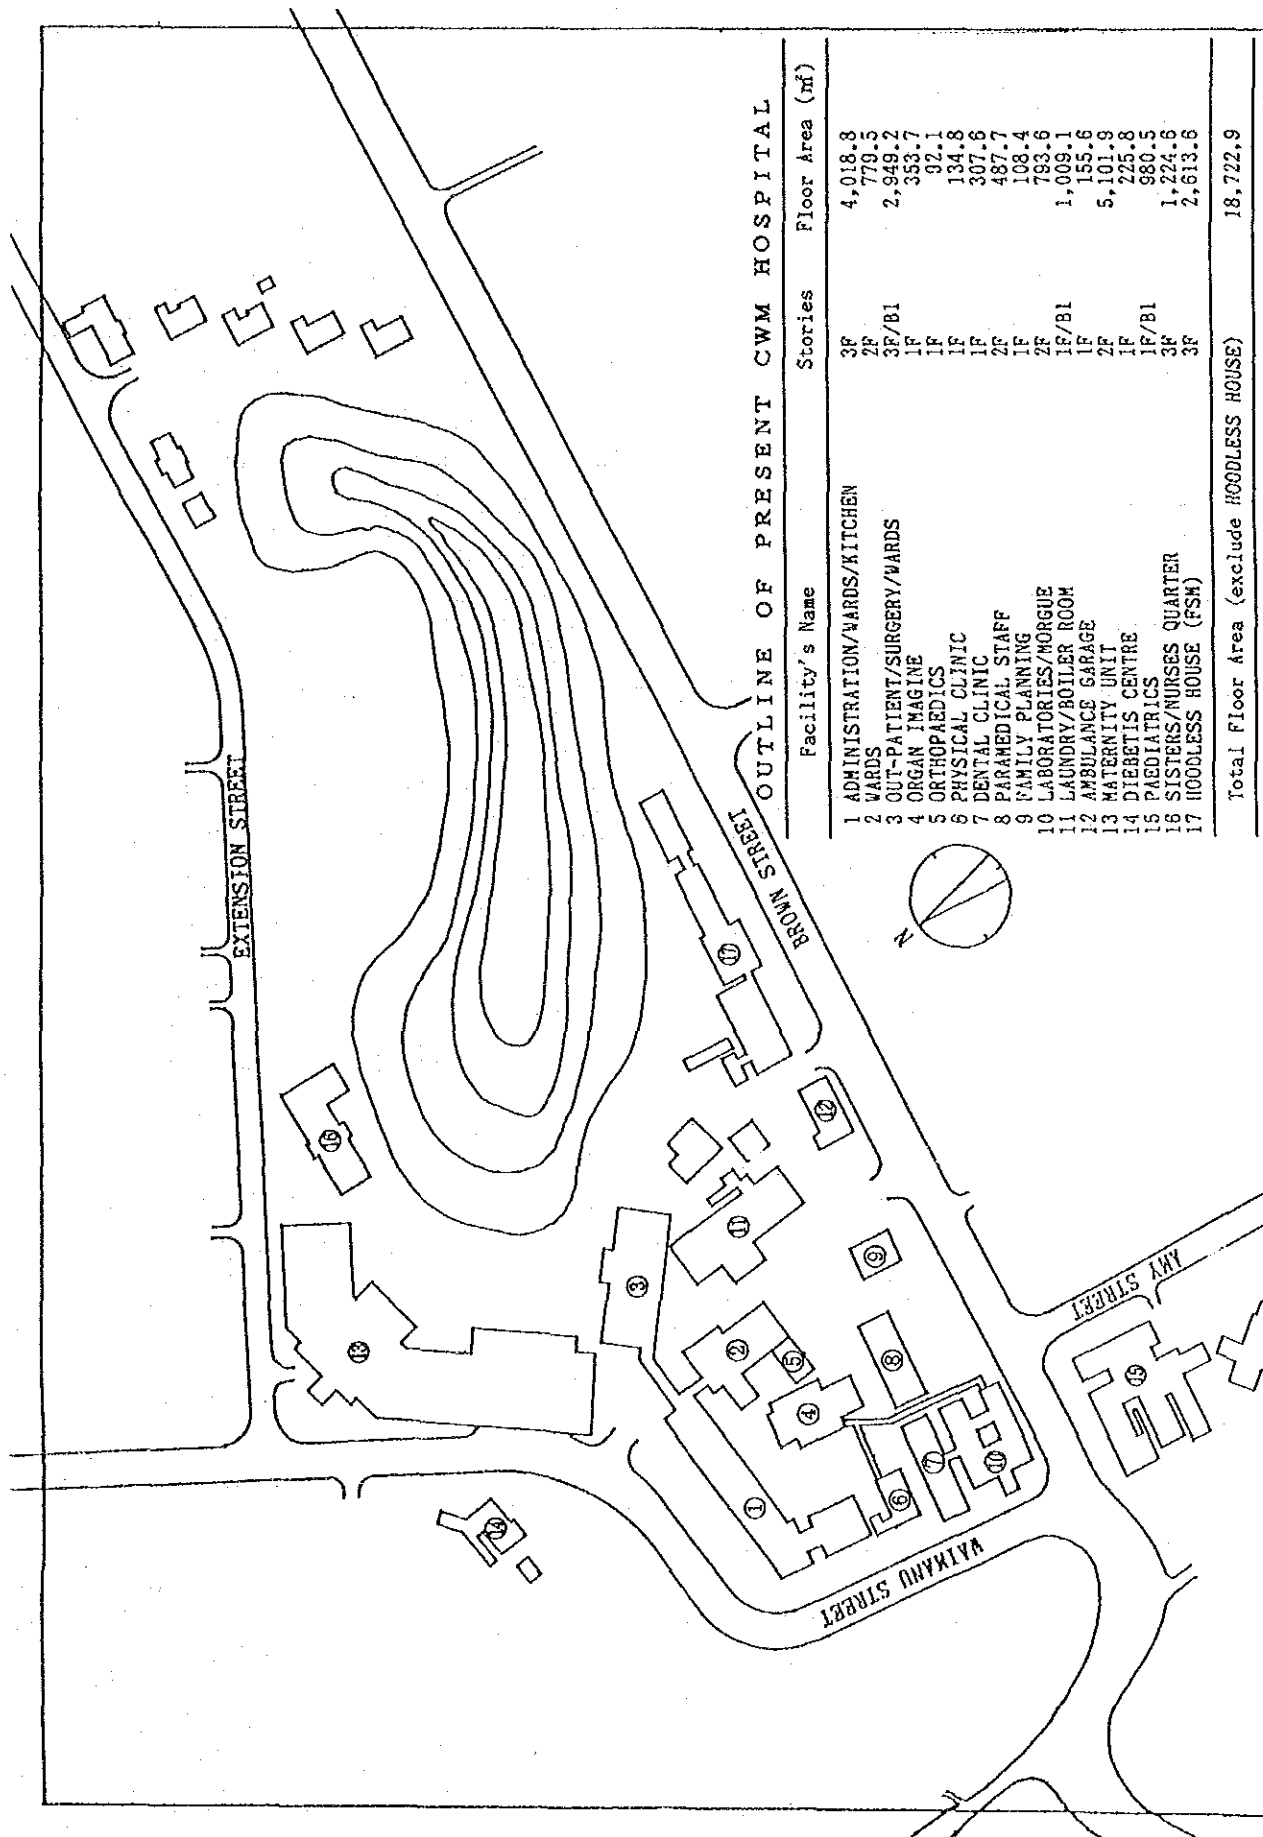 EXTENSION STREET
BROWN STREET
WAIMANU STREET
AMY STREET
N
1
2
3
4
5
6
7
8
9
10
11
12
13
14
15
16
17
OUTLINE OF PRESENT CWM HOSPITAL
Facility's Name Stories Floor Area (㎡)
1 ADMINISTRATION/WARDS/KITCHEN 3F 4,018.8
2 WARDS 2F 779.5
3 OUT-PATIENT/SURGERY/WARDS 3F/B1 2,949.2
4 ORGAN IMAGINE 1F 353.7
5 ORTHOPAEDICS 1F 92.1
6 PHYSICAL CLINIC 1F 134.8
7 DENTAL CLINIC 1F 307.6
8 PARAMEDICAL STAFF 2F 487.7
9 FAMILY PLANNING 1F 108.4
10 LABORATORIES/MORGUE 2F 793.6
11 LAUNDRY/BOILER ROOM 1F/B1 1,009.1
12 AMBULANCE GARAGE 1F 155.6
13 MATERNITY UNIT 2F 5,101.9
14 DIEBETIS CENTRE 1F 225.8
15 PAEDIATRICS 1F/B1 980.5
16 SISTERS/NURSES QUARTER 3F 1,224.6
17 HOODLESS HOUSE (FSM) 3F 2,613.6
Total Floor Area (exclude HOODLESS HOUSE) 18,722.9